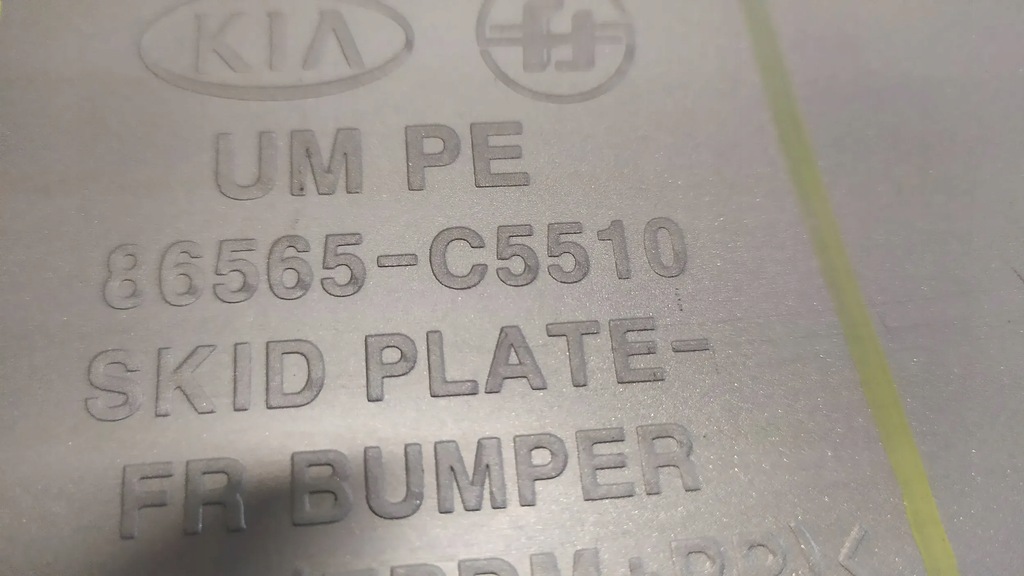 KIA
UM PE
86565-C5510
SKID PLATE-
FR BUMPER